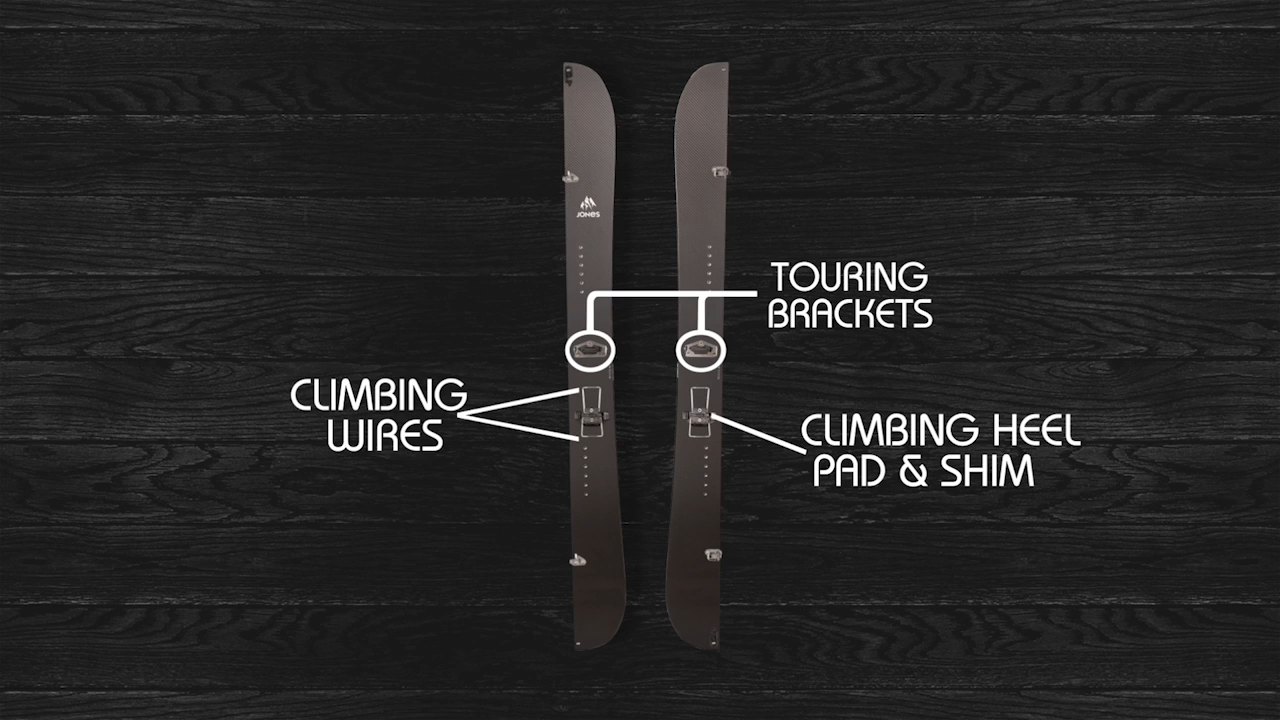 JONES
TOURING
BRACKETS
CLIMBING
WIRES
CLIMBING HEEL
PAD & SHIM